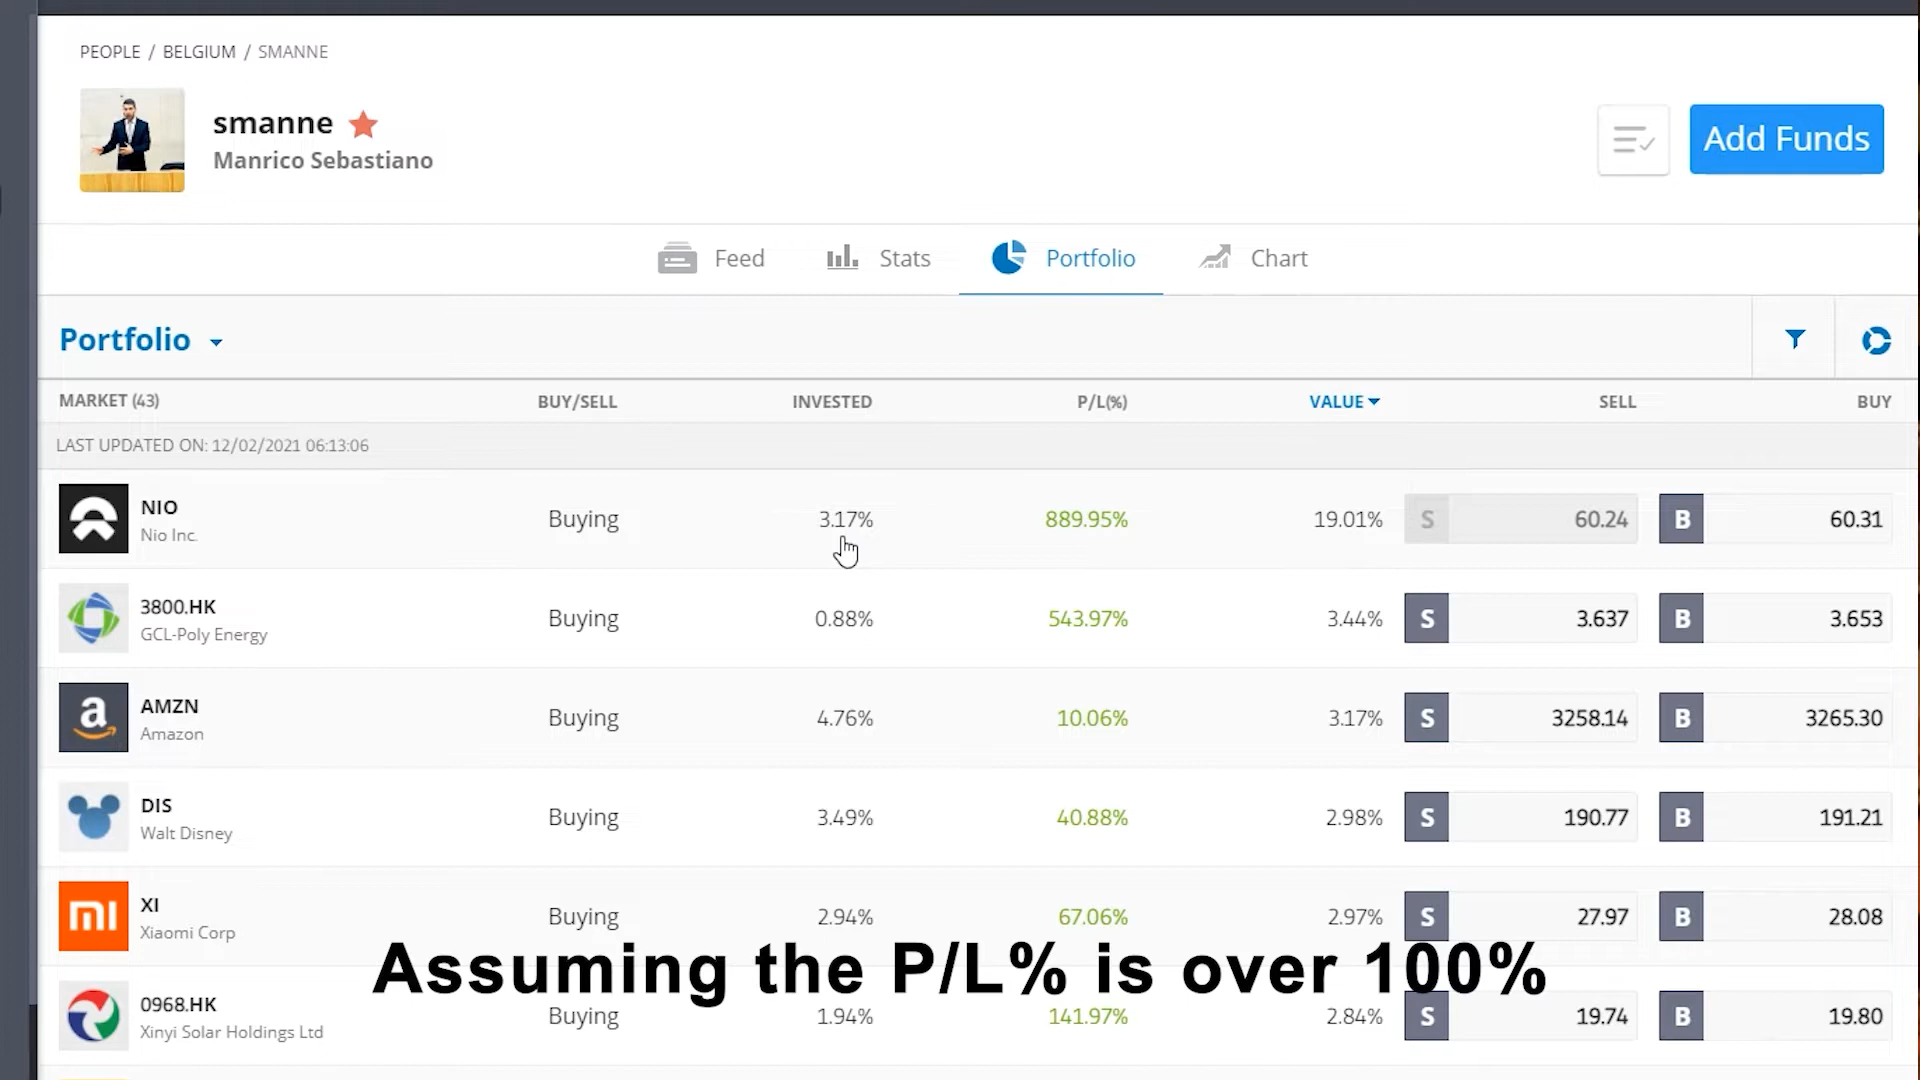 PEOPLE / BELGIUM / SMANNE
smanne
Manrico Sebastiano
Add Funds
Feed
Stats
Portfolio
Chart
Portfolio
MARKET (43)
BUY/SELL
INVESTED
P/L(%)
VALUE
SELL
BUY
LAST UPDATED ON: 12/02/2021 06:13:06
NIO
Nio Inc.
Buying
3.17%
889.95%
19.01%
S
60.24
B
60.31
3800.HK
GCL-Poly Energy
Buying
0.88%
543.97%
3.44%
S
3.637
B
3.653
a
AMZN
Amazon
Buying
4.76%
10.06%
3.17%
S
3258.14
B
3265.30
DIS
Walt Disney
Buying
3.49%
40.88%
2.98%
S
190.77
B
191.21
mi
XI
Xiaomi Corp
Buying
2.94%
67.06%
2.97%
S
27.97
B
28.08
Assuming the P/L% is over 100%
0968.HK
Xinyi Solar Holdings Ltd
Buying
1.94%
141.97%
2.84%
S
19.74
B
19.80